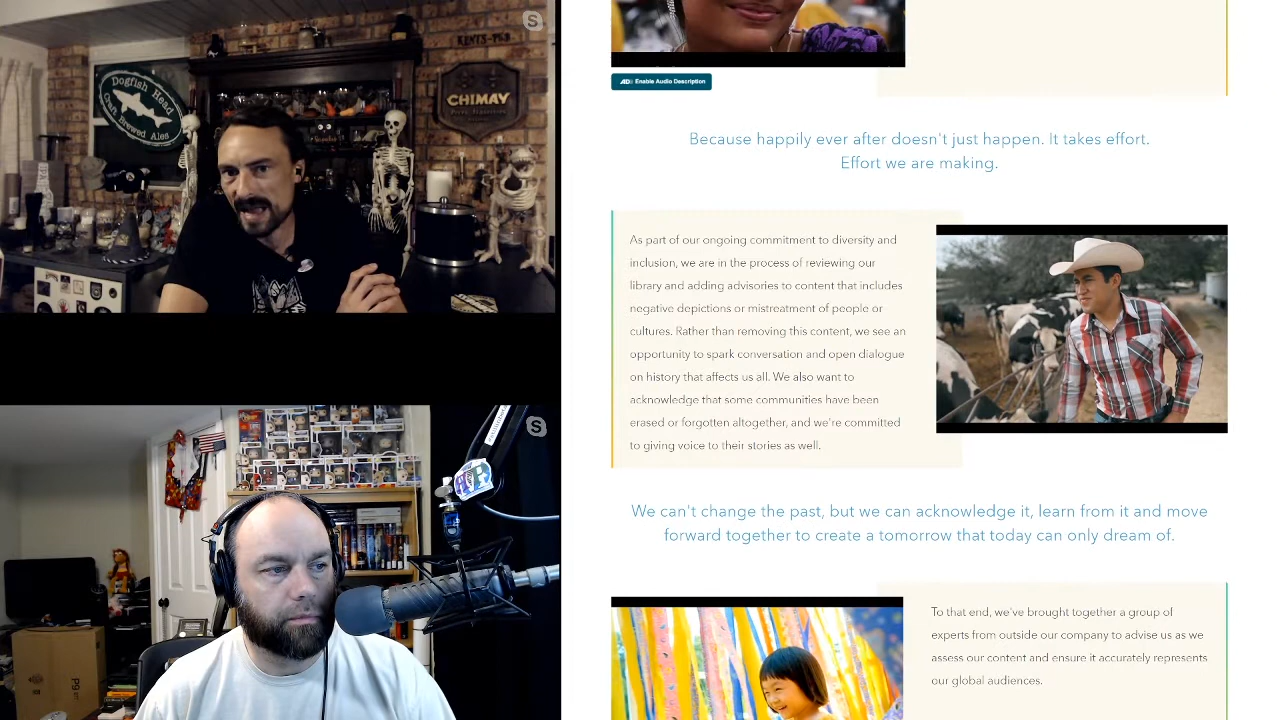 KENTS-PUB
Dogfish Head
Craft Brewed Ales
CHIMAY
S
S
AD
Enable Audio Description
Because happily ever after doesn't just happen. It takes effort.
Effort we are making.
As part of our ongoing commitment to diversity and
inclusion, we are in the process of reviewing our
library and adding advisories to content that includes
negative depictions or mistreatment of people or
cultures. Rather than removing this content, we see an
opportunity to spark conversation and open dialogue
on history that affects us all. We also want to
acknowledge that some communities have been
erased or forgotten altogether, and we're committed
to giving voice to their stories as well.
We can't change the past, but we can acknowledge it, learn from it and move
forward together to create a tomorrow that today can only dream of.
To that end, we've brought together a group of
experts from outside our company to advise us as we
assess our content and ensure it accurately represents
our global audiences.